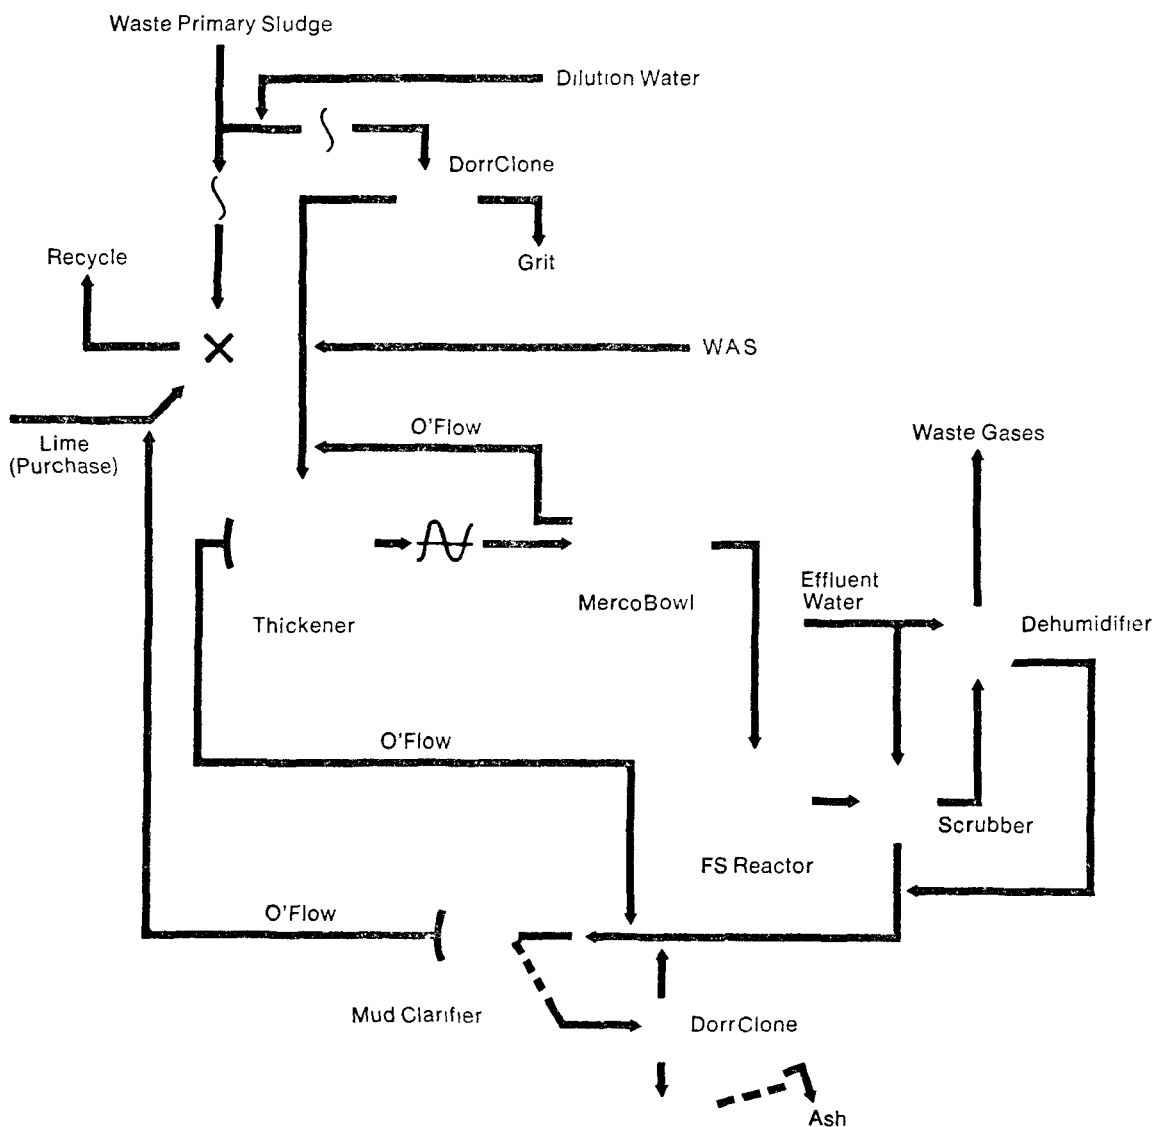 Waste Primary Sludge
Dilution Water
DorrClone
Recycle
Grit
WAS
Lime
(Purchase)
O'Flow
Waste Gases
Effluent
Water
MercoBowl
Thickener
Dehumidifier
O'Flow
Scrubber
FS Reactor
O'Flow
Mud Clarifier
DorrClone
Ash